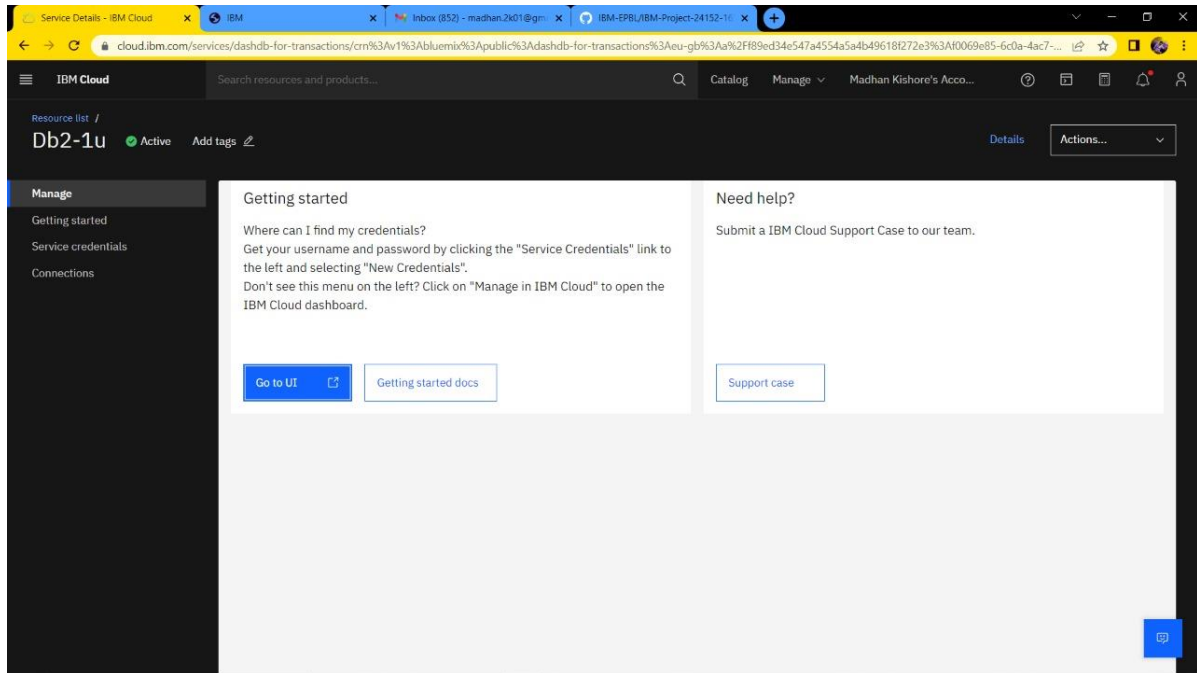 Service Details - IBM Cloud
IBM
Inbox (852) - madhan.2k01@gm
IBM-EPBL/IBM-Project-24152-16
cloud.ibm.com/services/dashdb-for-transactions/crn%3Av1%3Abluemix%3Apublic%3Adashdb-for-transactions%3Aeu-gb%3Aa%2Ff89ed34e547a4554a5a4b49618f272e3%3Af0069e85-6c0a-4ac7-...
IBM Cloud
Search resources and products...
Catalog
Manage
Madhan Kishore's Acco...
Resource list /
Db2-1u
Active
Add tags
Details
Actions...
Manage
Getting started
Service credentials
Connections
Getting started
Where can I find my credentials?
Get your username and password by clicking the "Service Credentials" link to
the left and selecting "New Credentials".
Don't see this menu on the left? Click on "Manage in IBM Cloud" to open the
IBM Cloud dashboard.
Go to UI
Getting started docs
Need help?
Submit a IBM Cloud Support Case to our team.
Support case